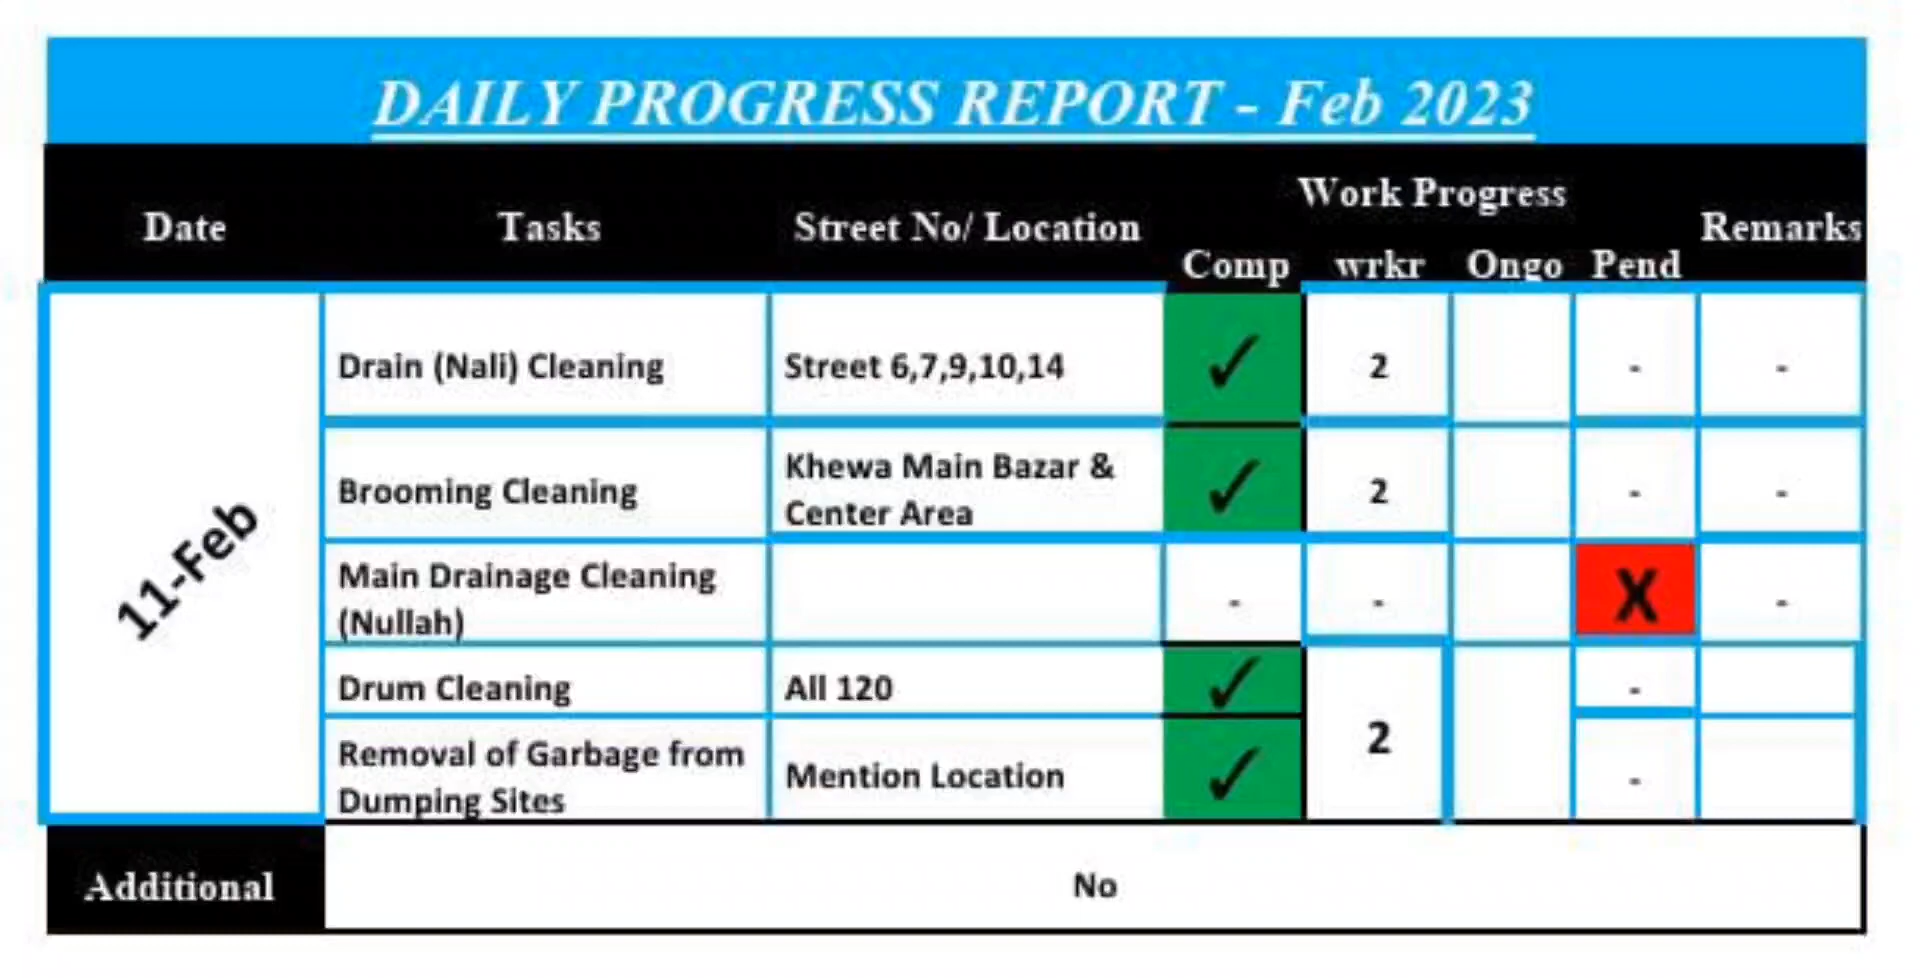 DAILY PROGRESS REPORT - Feb 2023
Date Tasks Street No/ Location Work Progress Remarks
Comp wrkr Ongo Pend
11-Feb
Drain (Nali) Cleaning Street 6,7,9,10,14 ✓ 2 - -
Brooming Cleaning Khewa Main Bazar &
Center Area ✓ 2 - -
Main Drainage Cleaning
(Nullah) - - X -
Drum Cleaning All 120 ✓ 2 -
Removal of Garbage from
Dumping Sites Mention Location ✓ -
Additional No